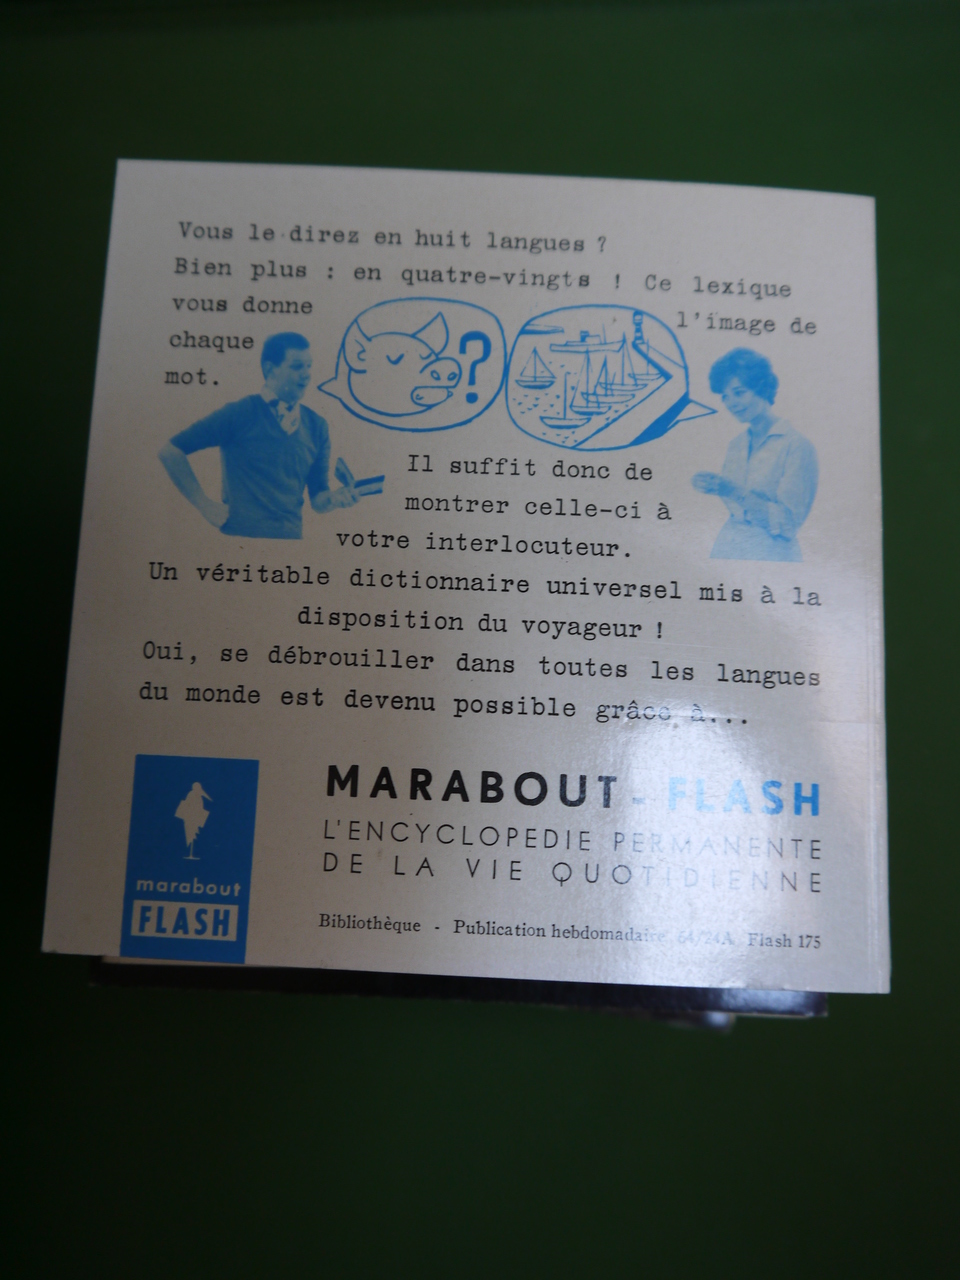 Vous le direz en huit langues ?
Bien plus : en quatre-vingts ! Ce lexique
vous donne l'image de
chaque
mot.
?
Il suffit donc de
montrer celle-ci à
votre interlocuteur.
Un véritable dictionnaire universel mis à la
disposition du voyageur !
Oui, se débrouiller dans toutes les langues
du monde est devenu possible grâce à...
MARABOUT - FLASH
L'ENCYCLOPEDIE PERMANENTE
DE LA VIE QUOTIDIENNE
marabout
FLASH
Bibliothèque - Publication hebdomadaire 64/24A Flash 175